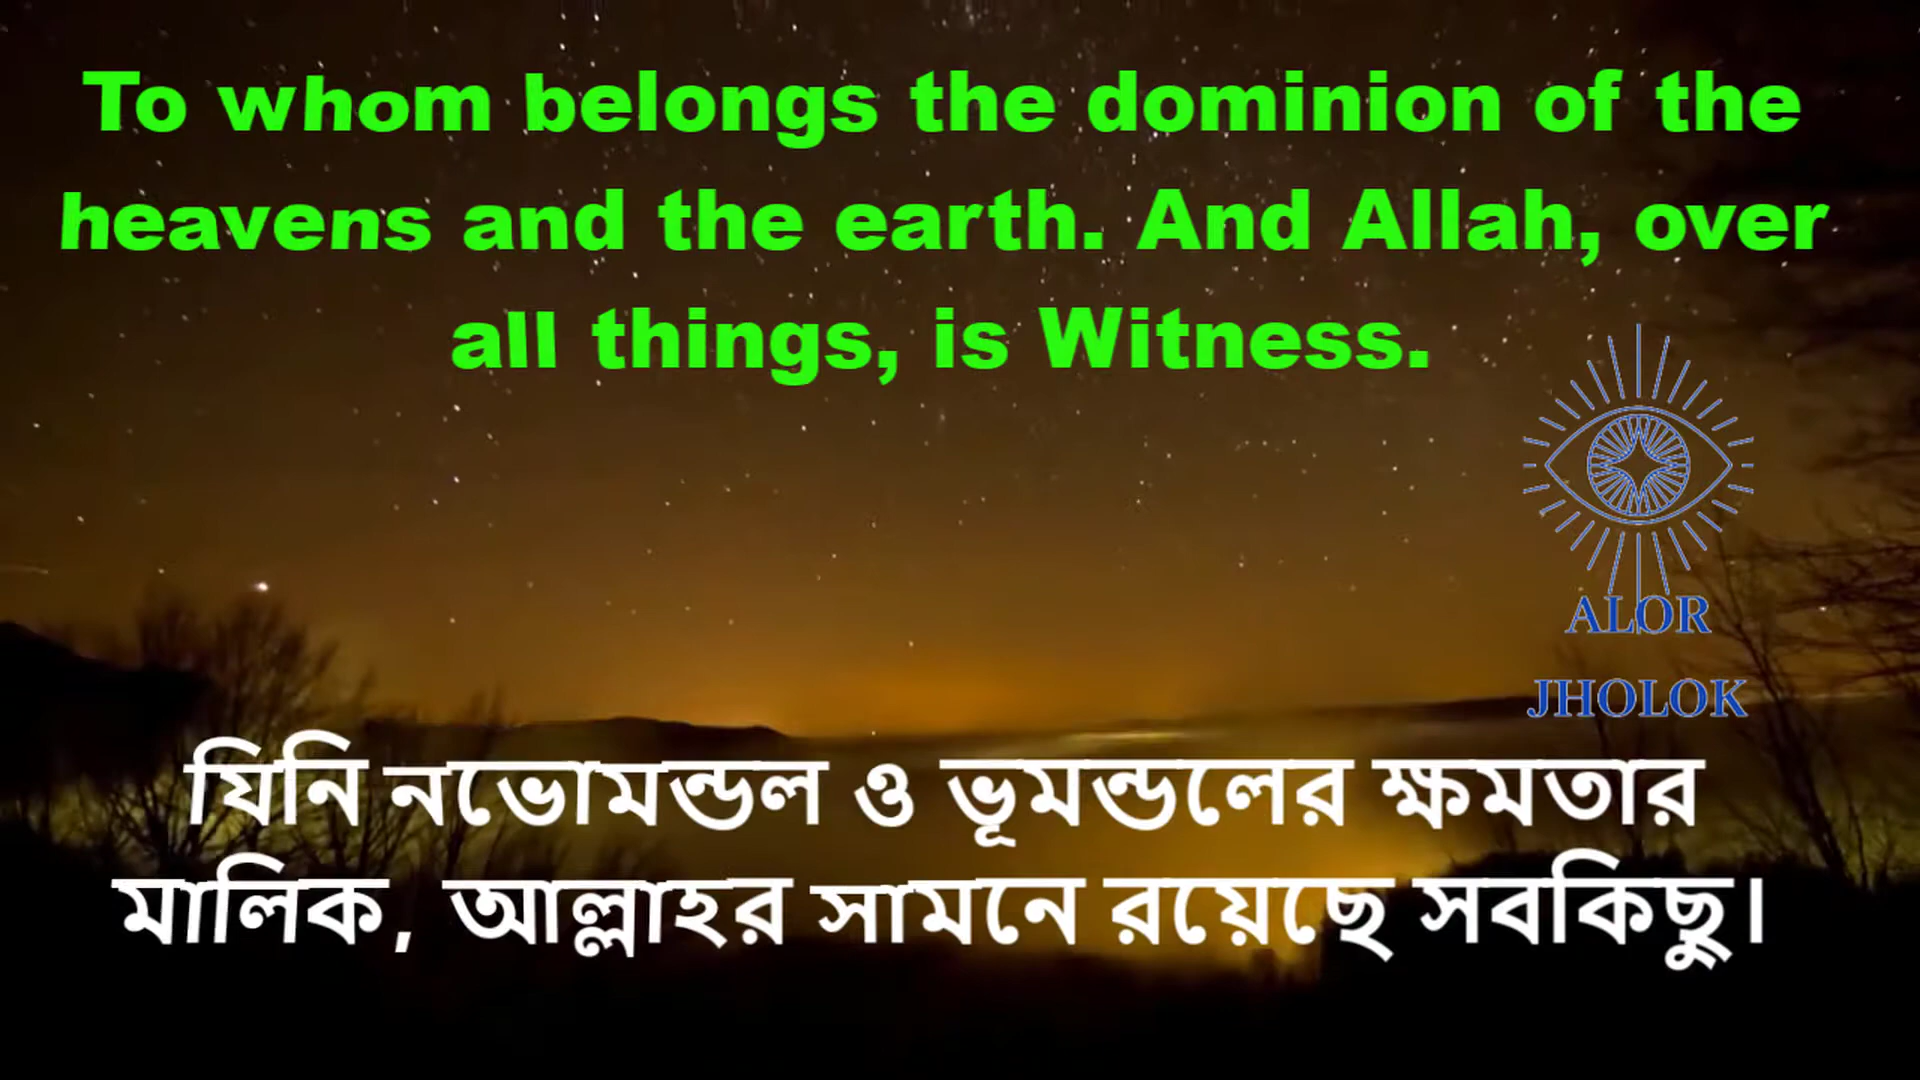 To whom belongs the dominion of the
heavens and the earth. And Allah, over
all things, is Witness.
ALOR
JHOLOK
যিনি নভোমন্ডল ও ভূমন্ডলের ক্ষমতার
মালিক, আল্লাহর সামনে রয়েছে সবকিছু।